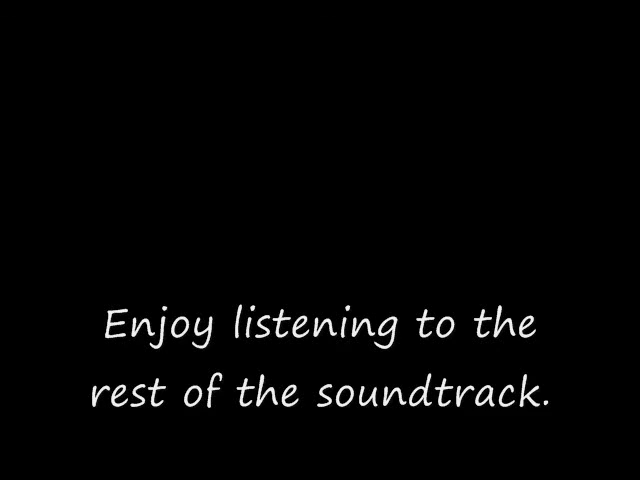 Enjoy listening to the
rest of the soundtrack.